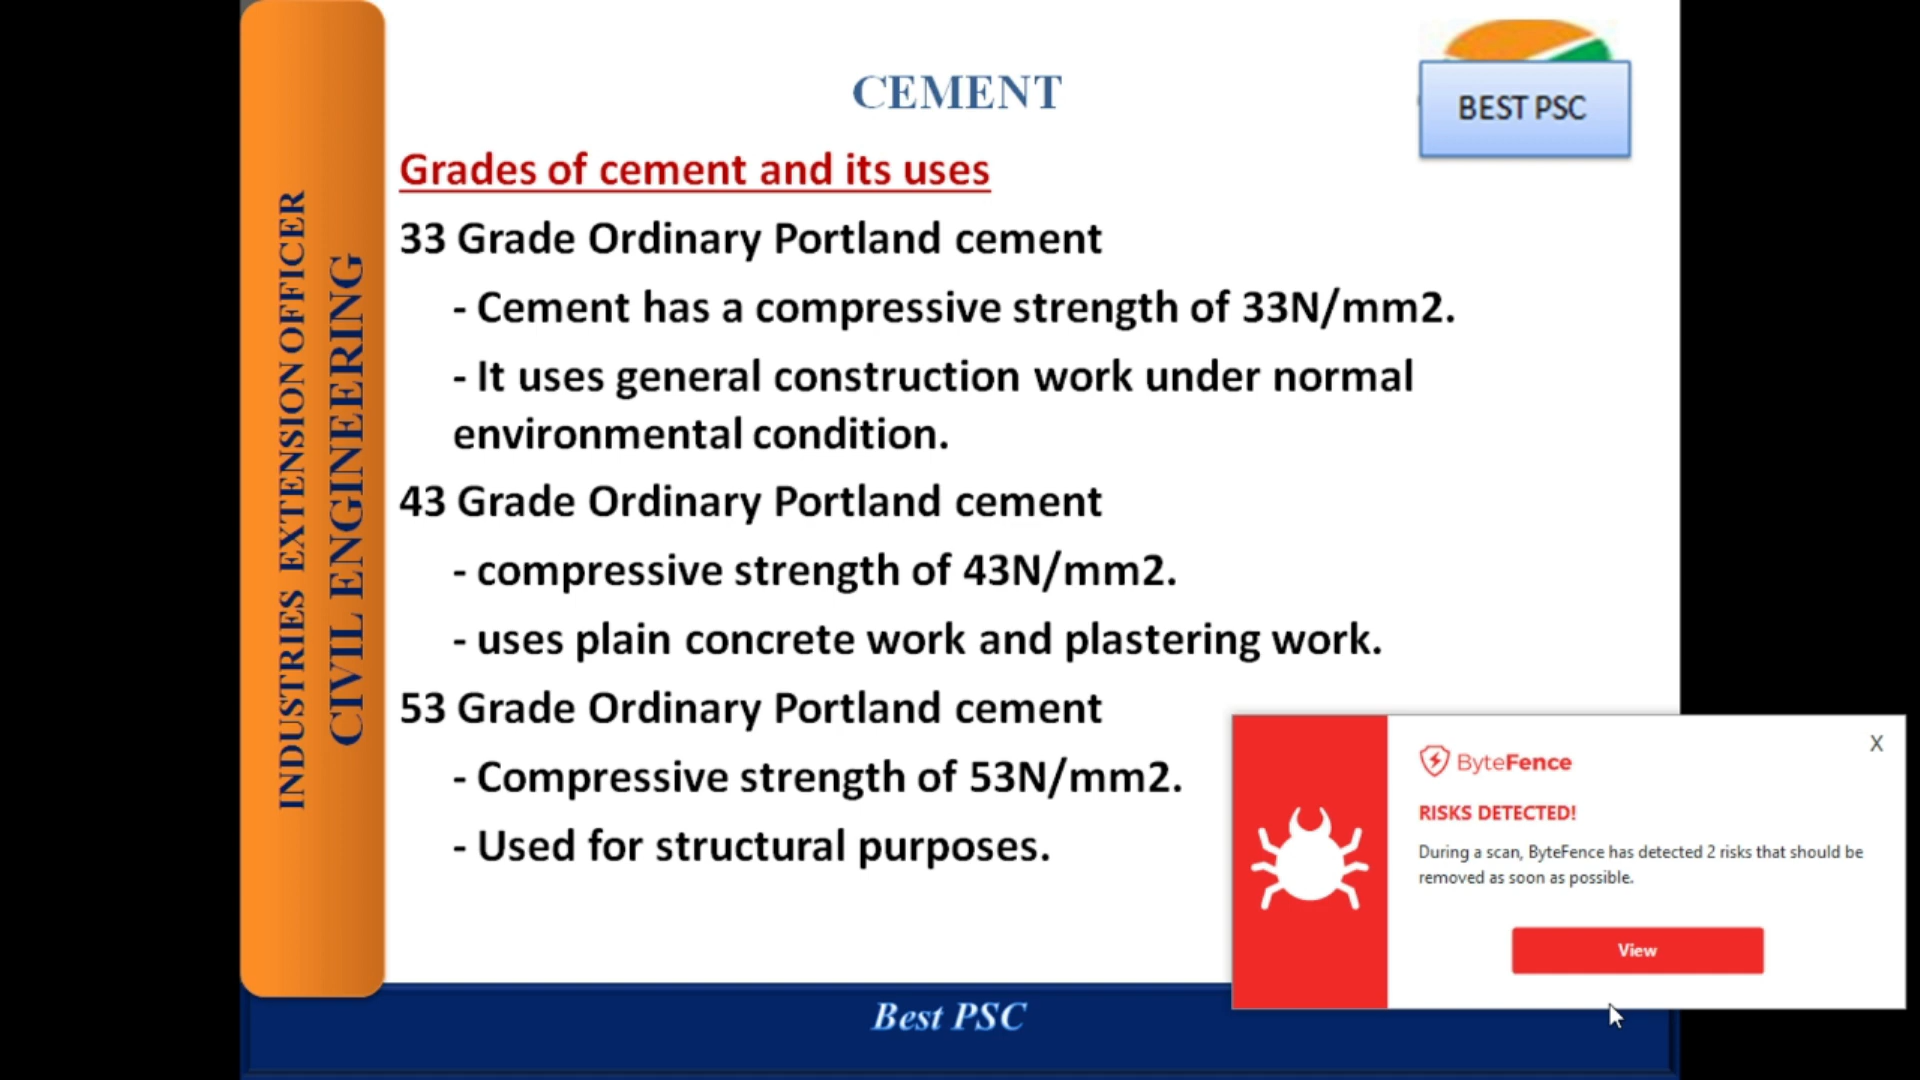 INDUSTRIES EXTENSION OFFICER
CIVIL ENGINEERING
CEMENT
BEST PSC
Grades of cement and its uses
33 Grade Ordinary Portland cement
- Cement has a compressive strength of 33N/mm2.
- It uses general construction work under normal
environmental condition.
43 Grade Ordinary Portland cement
- compressive strength of 43N/mm2.
- uses plain concrete work and plastering work.
53 Grade Ordinary Portland cement
- Compressive strength of 53N/mm2.
- Used for structural purposes.
X
ByteFence
RISKS DETECTED!
During a scan, ByteFence has detected 2 risks that should be
removed as soon as possible.
View
Best PSC